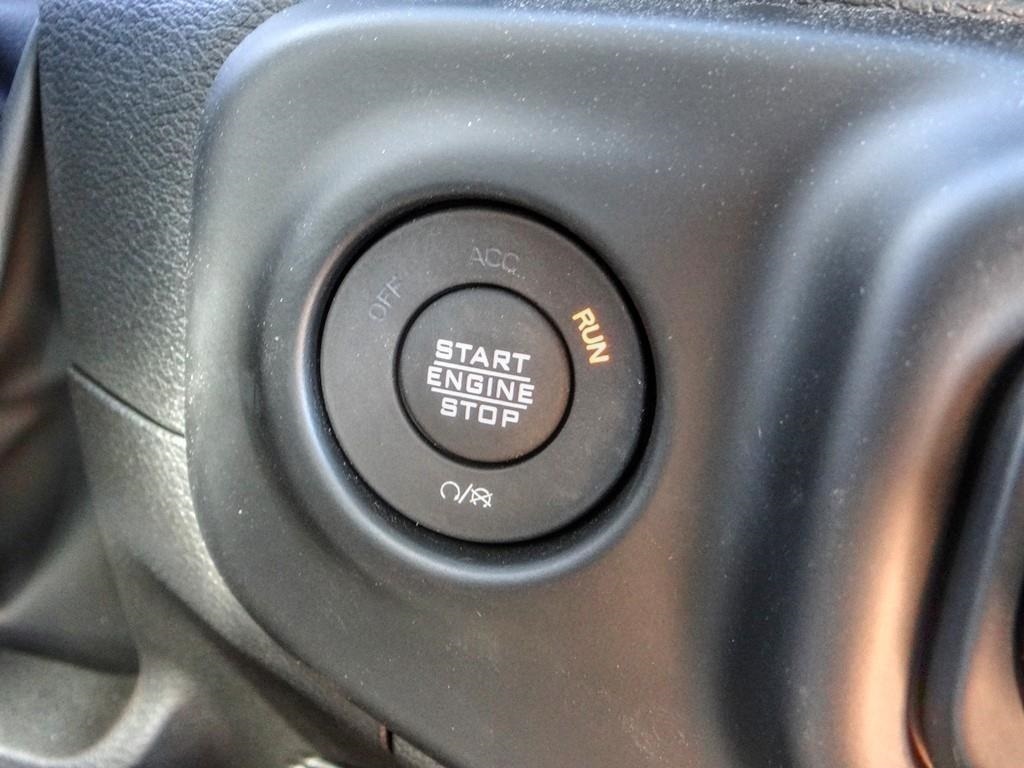 ACC
OFF
RUN
START
ENGINE
STOP